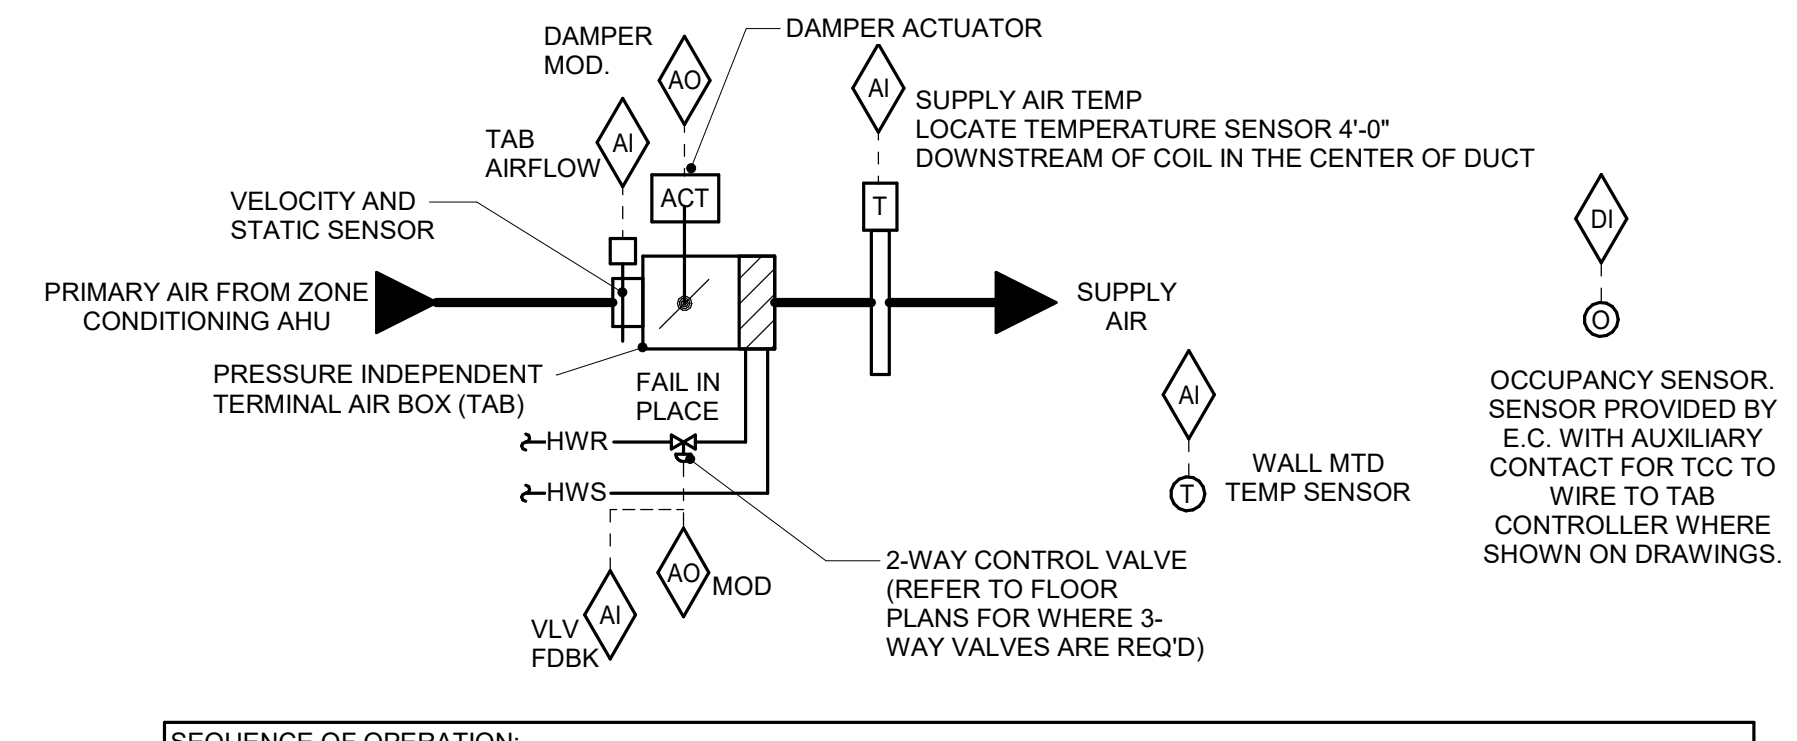 DAMPER
MOD.
AO
DAMPER ACTUATOR
AI
SUPPLY AIR TEMP
LOCATE TEMPERATURE SENSOR 4'-0"
DOWNSTREAM OF COIL IN THE CENTER OF DUCT
TAB
AIRFLOW
AI
ACT
T
VELOCITY AND
STATIC SENSOR
DI
PRIMARY AIR FROM ZONE
CONDITIONING AHU
SUPPLY
AIR
O
PRESSURE INDEPENDENT
TERMINAL AIR BOX (TAB)
FAIL IN
PLACE
AI
OCCUPANCY SENSOR.
SENSOR PROVIDED BY
E.C. WITH AUXILIARY
CONTACT FOR TCC TO
WIRE TO TAB
CONTROLLER WHERE
SHOWN ON DRAWINGS.
HWR
HWS
T
WALL MTD
TEMP SENSOR
AO
MOD
2-WAY CONTROL VALVE
(REFER TO FLOOR
PLANS FOR WHERE 3-
WAY VALVES ARE REQ'D)
VLV
FDBK
AI
SEQUENCE OF OPERATION: